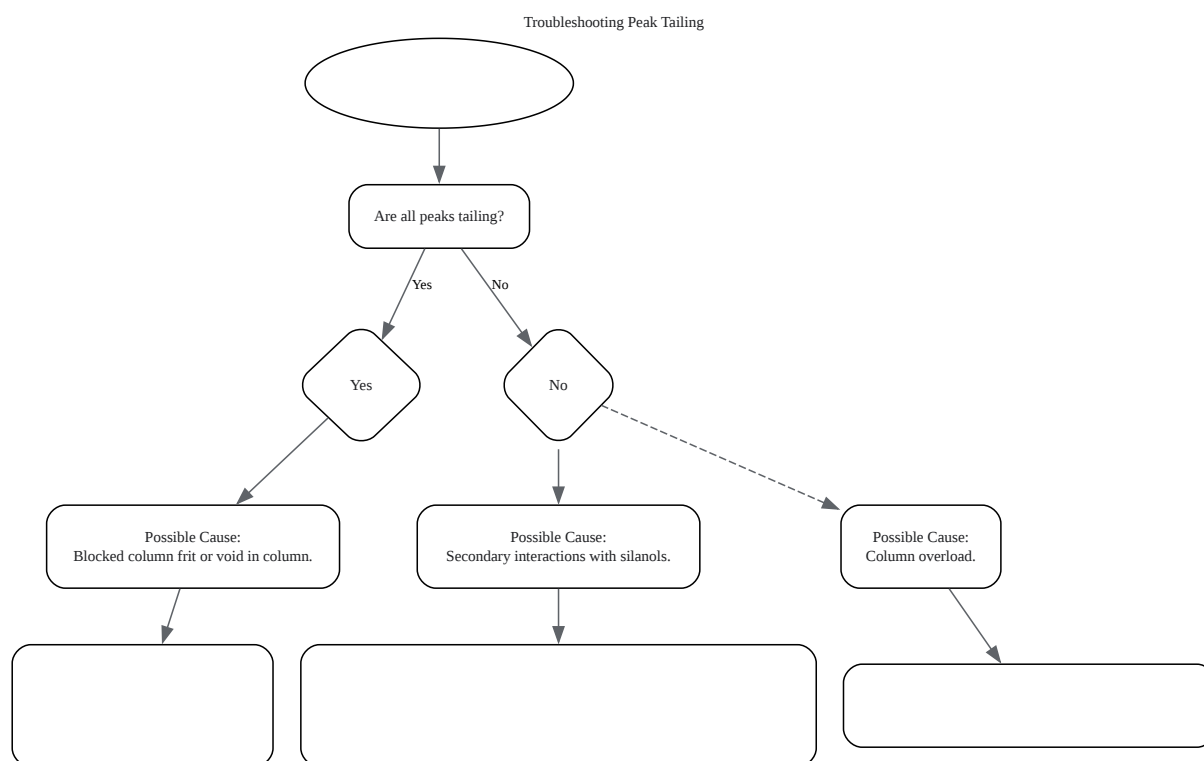 Troubleshooting Peak Tailing
Are all peaks tailing?
Yes
No
Yes
No
Possible Cause:
Blocked column frit or void in column.
Possible Cause:
Secondary interactions with silanols.
Possible Cause:
Column overload.